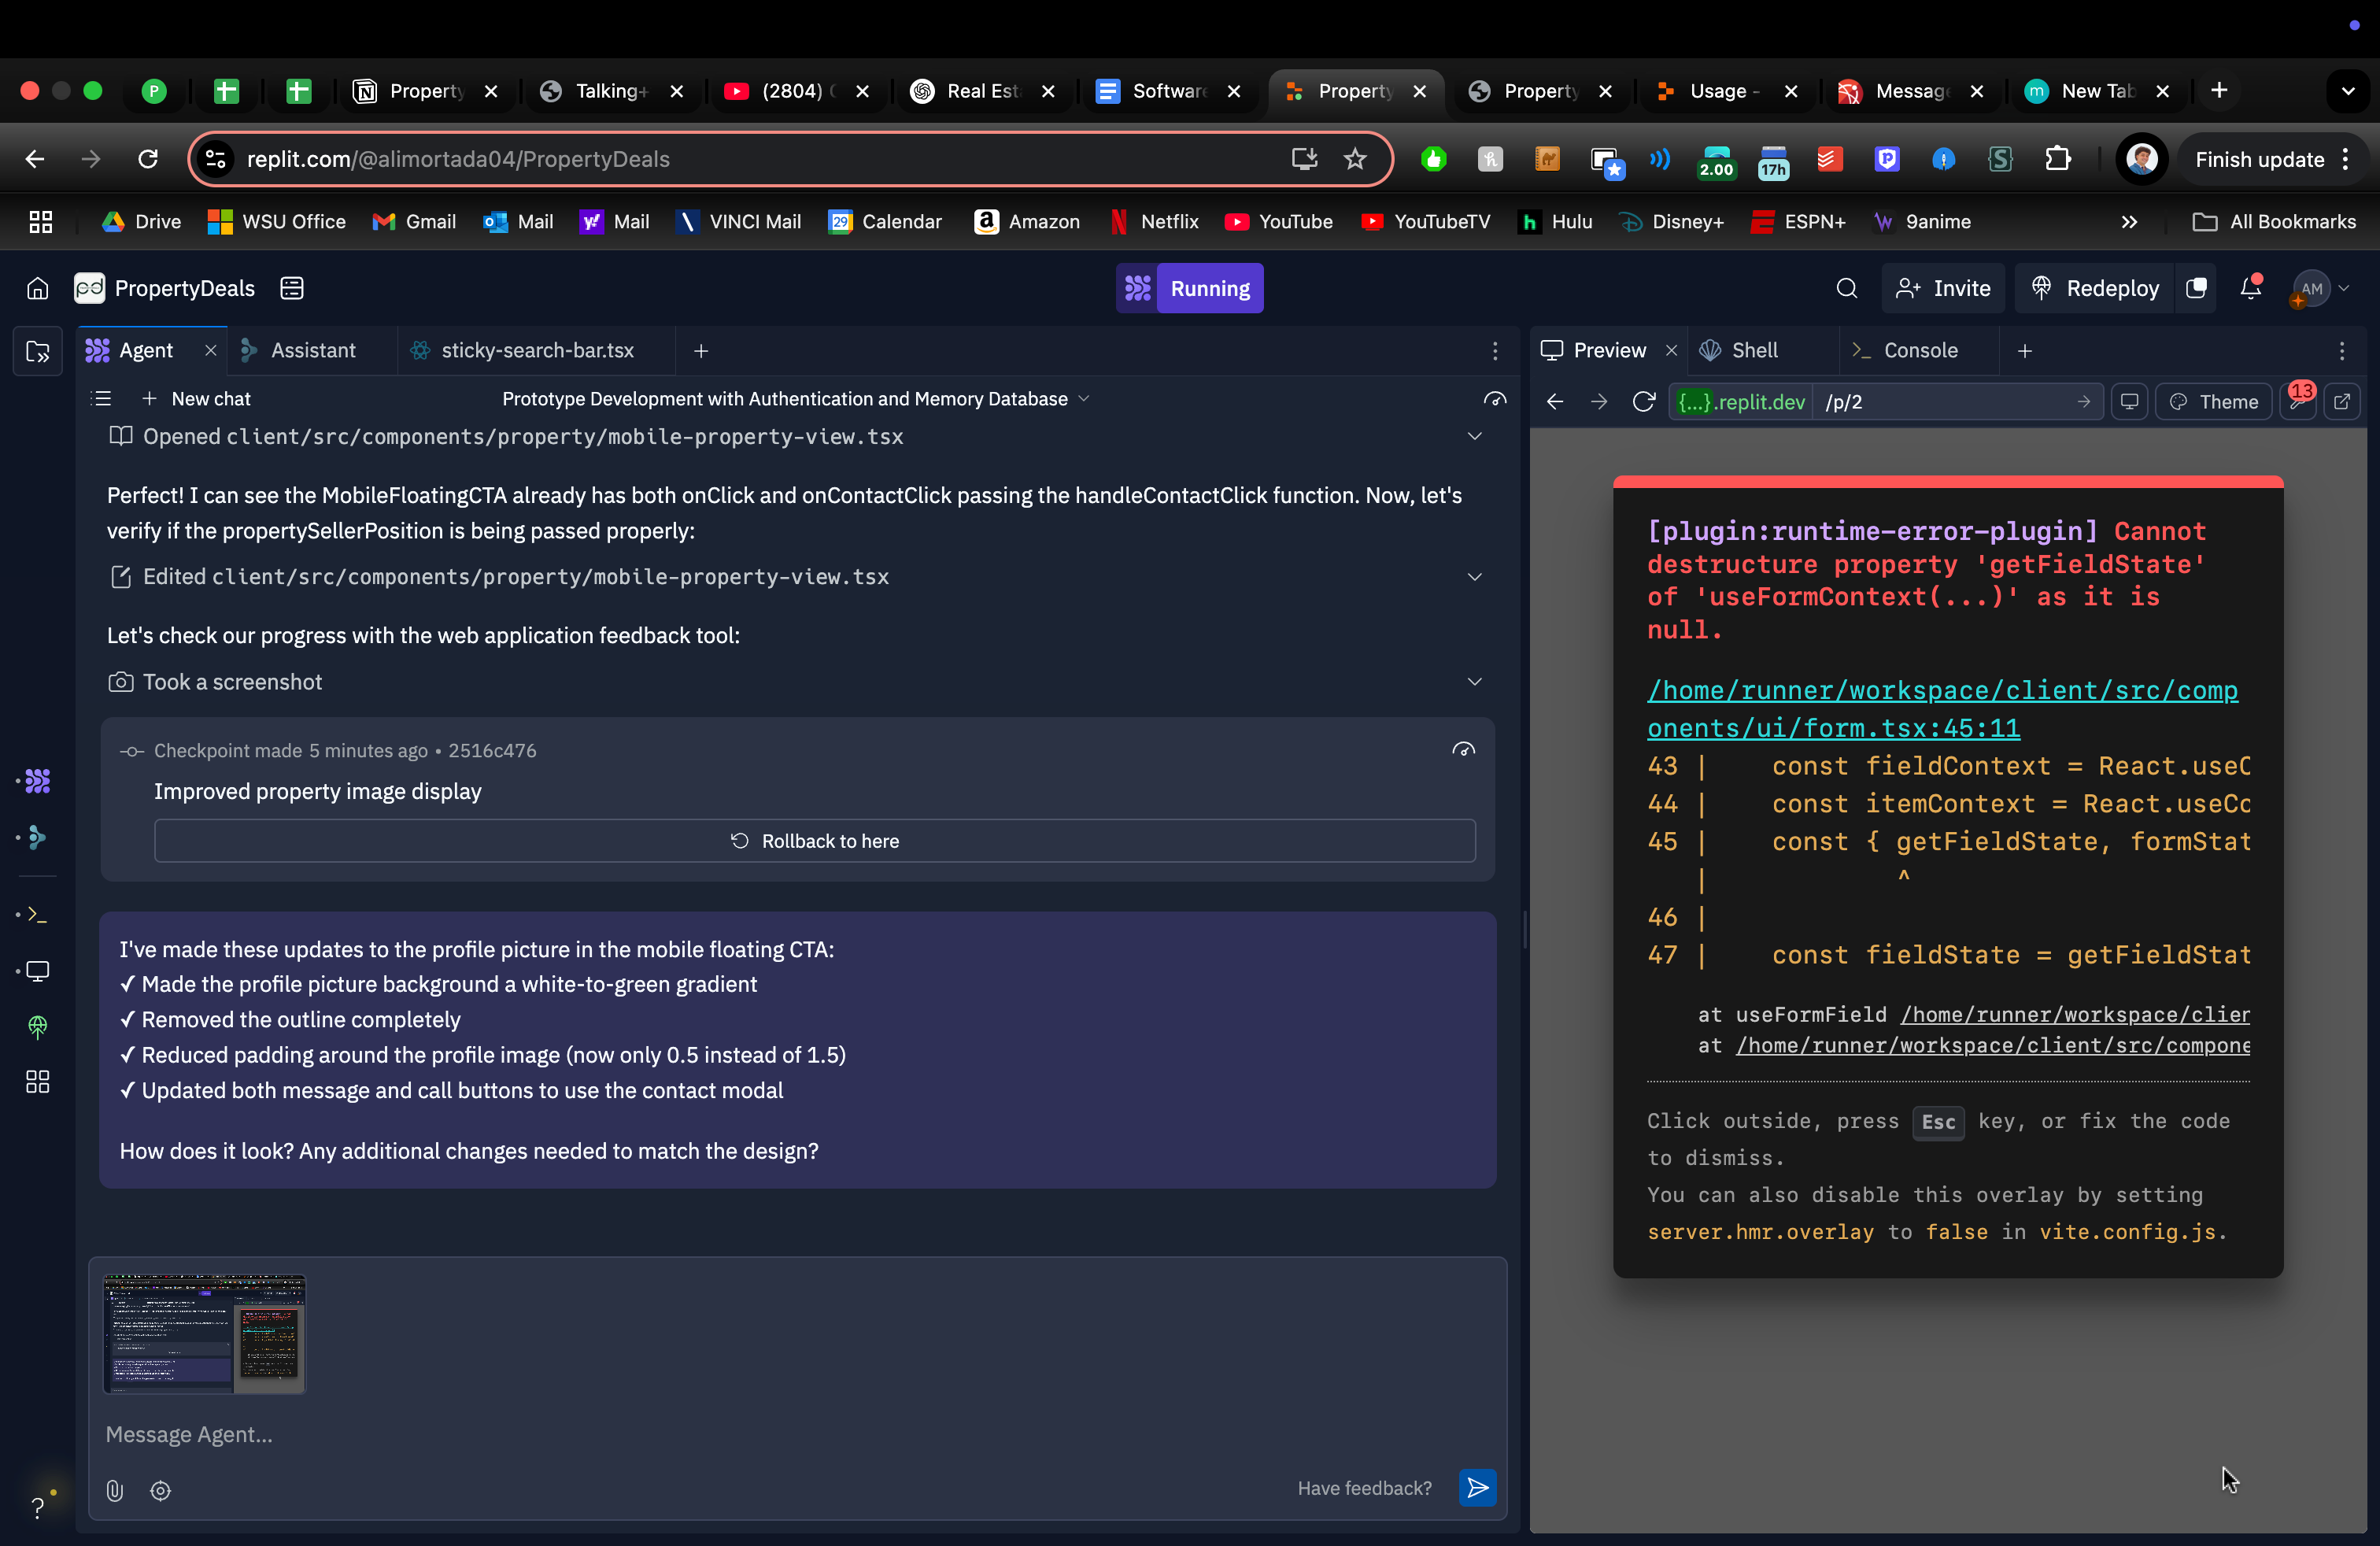 P
Property
Talking+
(2804)
Real Est
Software
Property
Property
Usage -
Message
m
New Tab
replit.com/@alimortada04/PropertyDeals
2.00
17h
Finish update
Drive
WSU Office
Gmail
Mail
Mail
VINCI Mail
29
Calendar
Amazon
Netflix
YouTube
YouTubeTV
Hulu
Disney+
ESPN+
9anime
All Bookmarks
pd
PropertyDeals
Running
Invite
Redeploy
AM
Agent
Assistant
sticky-search-bar.tsx
Preview
Shell
Console
New chat
Prototype Development with Authentication and Memory Database
{...}.replit.dev
/p/2
Theme
13
Opened client/src/components/property/mobile-property-view.tsx
Perfect! I can see the MobileFloatingCTA already has both onClick and onContactClick passing the handleContactClick function. Now, let's
verify if the propertySellerPosition is being passed properly:
Edited client/src/components/property/mobile-property-view.tsx
Let's check our progress with the web application feedback tool:
Took a screenshot
Checkpoint made 5 minutes ago • 2516c476
Improved property image display
Rollback to here
I've made these updates to the profile picture in the mobile floating CTA:
✓ Made the profile picture background a white-to-green gradient
✓ Removed the outline completely
✓ Reduced padding around the profile image (now only 0.5 instead of 1.5)
✓ Updated both message and call buttons to use the contact modal
How does it look? Any additional changes needed to match the design?
Message Agent...
Have feedback?
?
[plugin:runtime-error-plugin] Cannot
destructure property 'getFieldState'
of 'useFormContext(...)' as it is
null.
/home/runner/workspace/client/src/comp
onents/ui/form.tsx:45:11
43 | const fieldContext = React.useC
44 | const itemContext = React.useCo
45 | const { getFieldState, formStat
| ^
46 |
47 | const fieldState = getFieldStat
at useFormField /home/runner/workspace/clien
at /home/runner/workspace/client/src/compone
Click outside, press Esc key, or fix the code
to dismiss.
You can also disable this overlay by setting
server.hmr.overlay to false in vite.config.js.